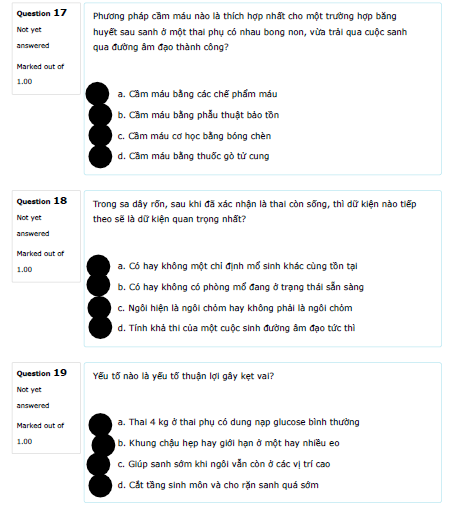 Question 17
Not yet
answered
Marked out of
1.00
Phương pháp cầm máu nào là thích hợp nhất cho một trường hợp băng
huyết sau sanh ở một thai phụ có nhau bong non, vừa trải qua cuộc sanh
qua đường âm đạo thành công?
a. Cầm máu bằng các chế phẩm máu
b. Cầm máu bằng phẫu thuật bảo tồn
c. Cầm máu cơ học bằng bóng chèn
d. Cầm máu bằng thuốc gò tử cung
Question 18
Not yet
answered
Marked out of
1.00
Trong sa dây rốn, sau khi đã xác nhận là thai còn sống, thì dữ kiện nào tiếp
theo sẽ là dữ kiện quan trọng nhất?
a. Có hay không một chỉ định mổ sinh khác cùng tồn tại
b. Có hay không có phòng mổ đang ở trạng thái sẵn sàng
c. Ngôi hiện là ngôi chỏm hay không phải là ngôi chỏm
d. Tính khả thi của một cuộc sinh đường âm đạo tức thì
Question 19
Not yet
answered
Marked out of
1.00
Yếu tố nào là yếu tố thuận lợi gây kẹt vai?
a. Thai 4 kg ở thai phụ có dung nạp glucose bình thường
b. Khung chậu hẹp hay giới hạn ở một hay nhiều eo
c. Giúp sanh sớm khi ngôi vẫn còn ở các vị trí cao
d. Cắt tầng sinh môn và cho rặn sanh quá sớm